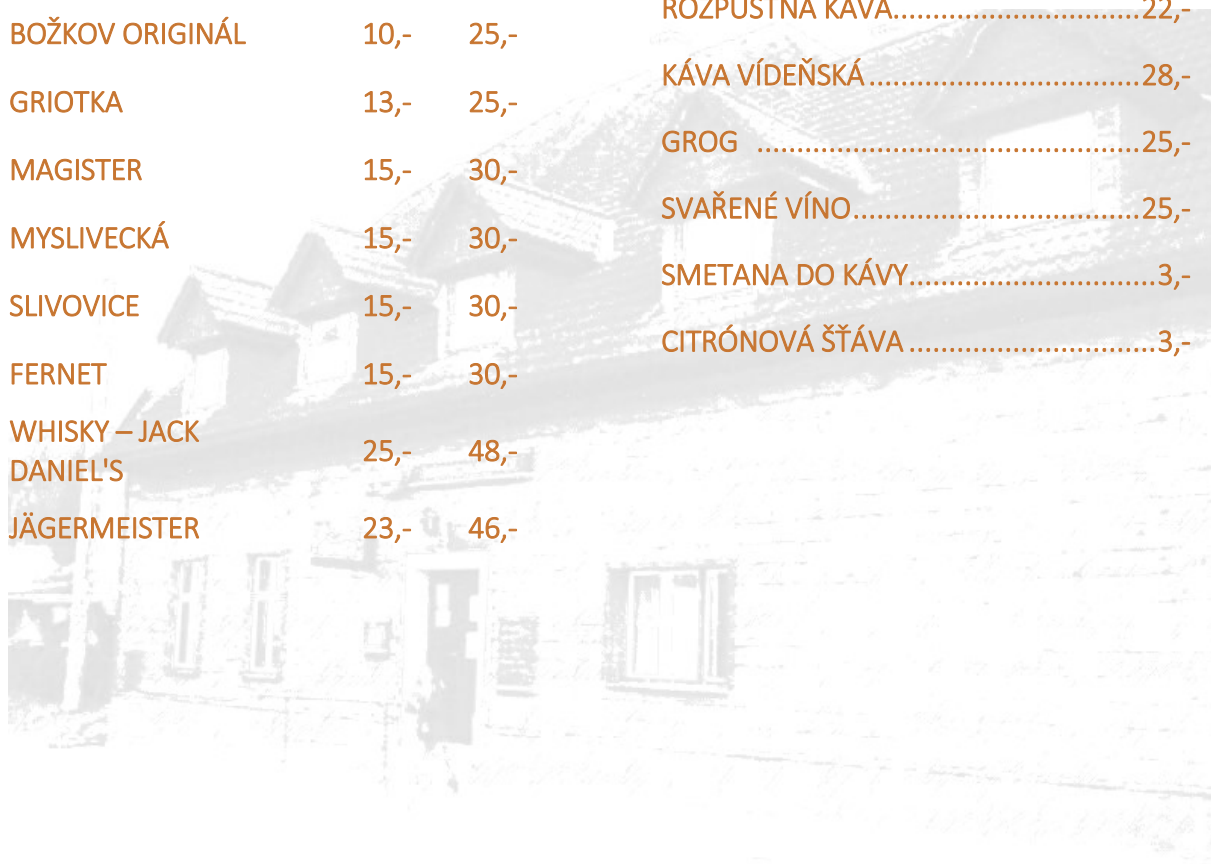 BOŽKOV ORIGINÁL 10,- 25,-
GRIOTKA 13,- 25,-
MAGISTER 15,- 30,-
MYSLIVECKÁ 15,- 30,-
SLIVOVICE 15,- 30,-
FERNET 15,- 30,-
WHISKY – JACK
DANIEL'S 25,- 48,-
JÄGERMEISTER 23,- 46,-
ROZPUSTNÁ KÁVA................................22,-
KÁVA VÍDEŇSKÁ...................................28,-
GROG .................................................25,-
SVAŘENÉ VÍNO.....................................25,-
SMETANA DO KÁVY................................3,-
CITRÓNOVÁ ŠŤÁVA................................3,-